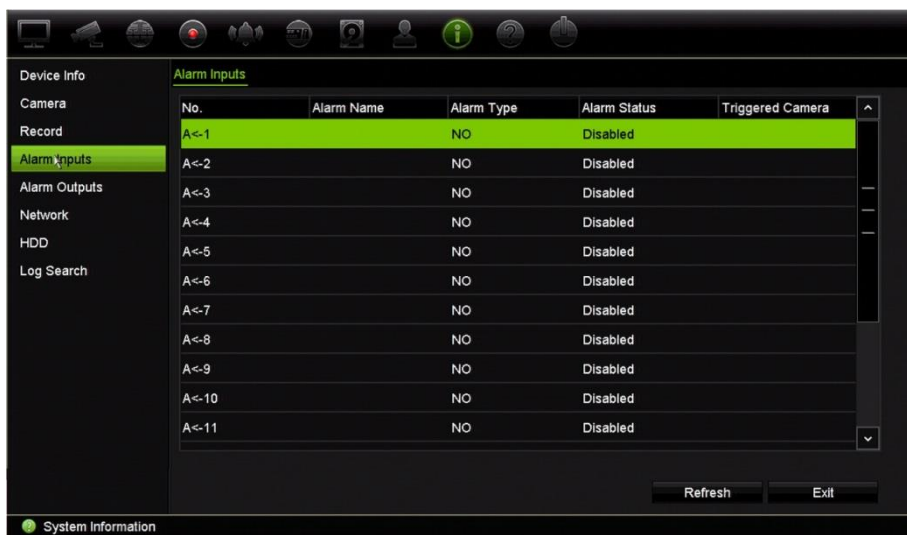 Device Info
Camera
Record
Alarm Inputs
Alarm Outputs
Network
HDD
Log Search
Alarm Inputs
No. Alarm Name Alarm Type Alarm Status Triggered Camera
A<-1 NO Disabled
A<-2 NO Disabled
A<-3 NO Disabled
A<-4 NO Disabled
A<-5 NO Disabled
A<-6 NO Disabled
A<-7 NO Disabled
A<-8 NO Disabled
A<-9 NO Disabled
A<-10 NO Disabled
A<-11 NO Disabled
Refresh Exit
System Information